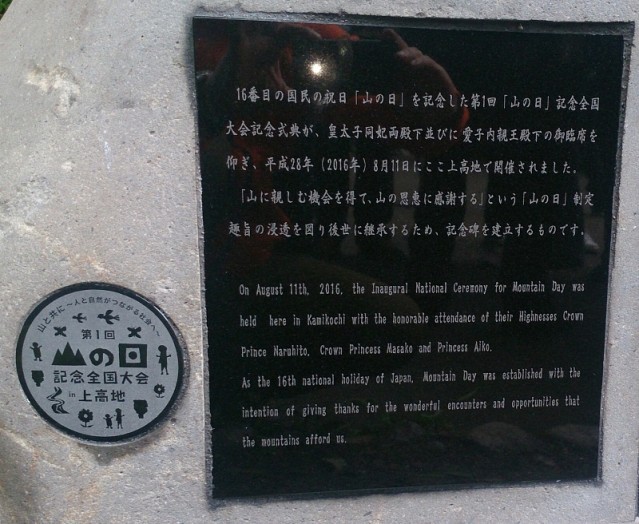 16番目の国民の祝日「山の日」を記念した第1回「山の日」記念全国
大会記念式典が、皇太子同妃両殿下並びに愛子内親王殿下の御臨席を
仰ぎ、平成28年（2016年）8月11日にここ上高地で開催されました。
「山に親しむ機会を得て、山の恩恵に感謝する」という「山の日」制定
趣旨の浸透を図り後世に継承するため、記念碑を建立するものです。
On August 11th, 2016, the Inaugural National Ceremony for Mountain Day was
held here in Kamikochi with the honorable attendance of their Highnesses Crown
Prince Naruhito, Crown Princess Masako and Princess Aiko.
As the 16th national holiday of Japan, Mountain Day was established with the
intention of giving thanks for the wonderful encounters and opportunities that
the mountains afford us.
山と共に～人と自然がつながる社会へ～
第1回
山の日
記念全国大会
in 上高地